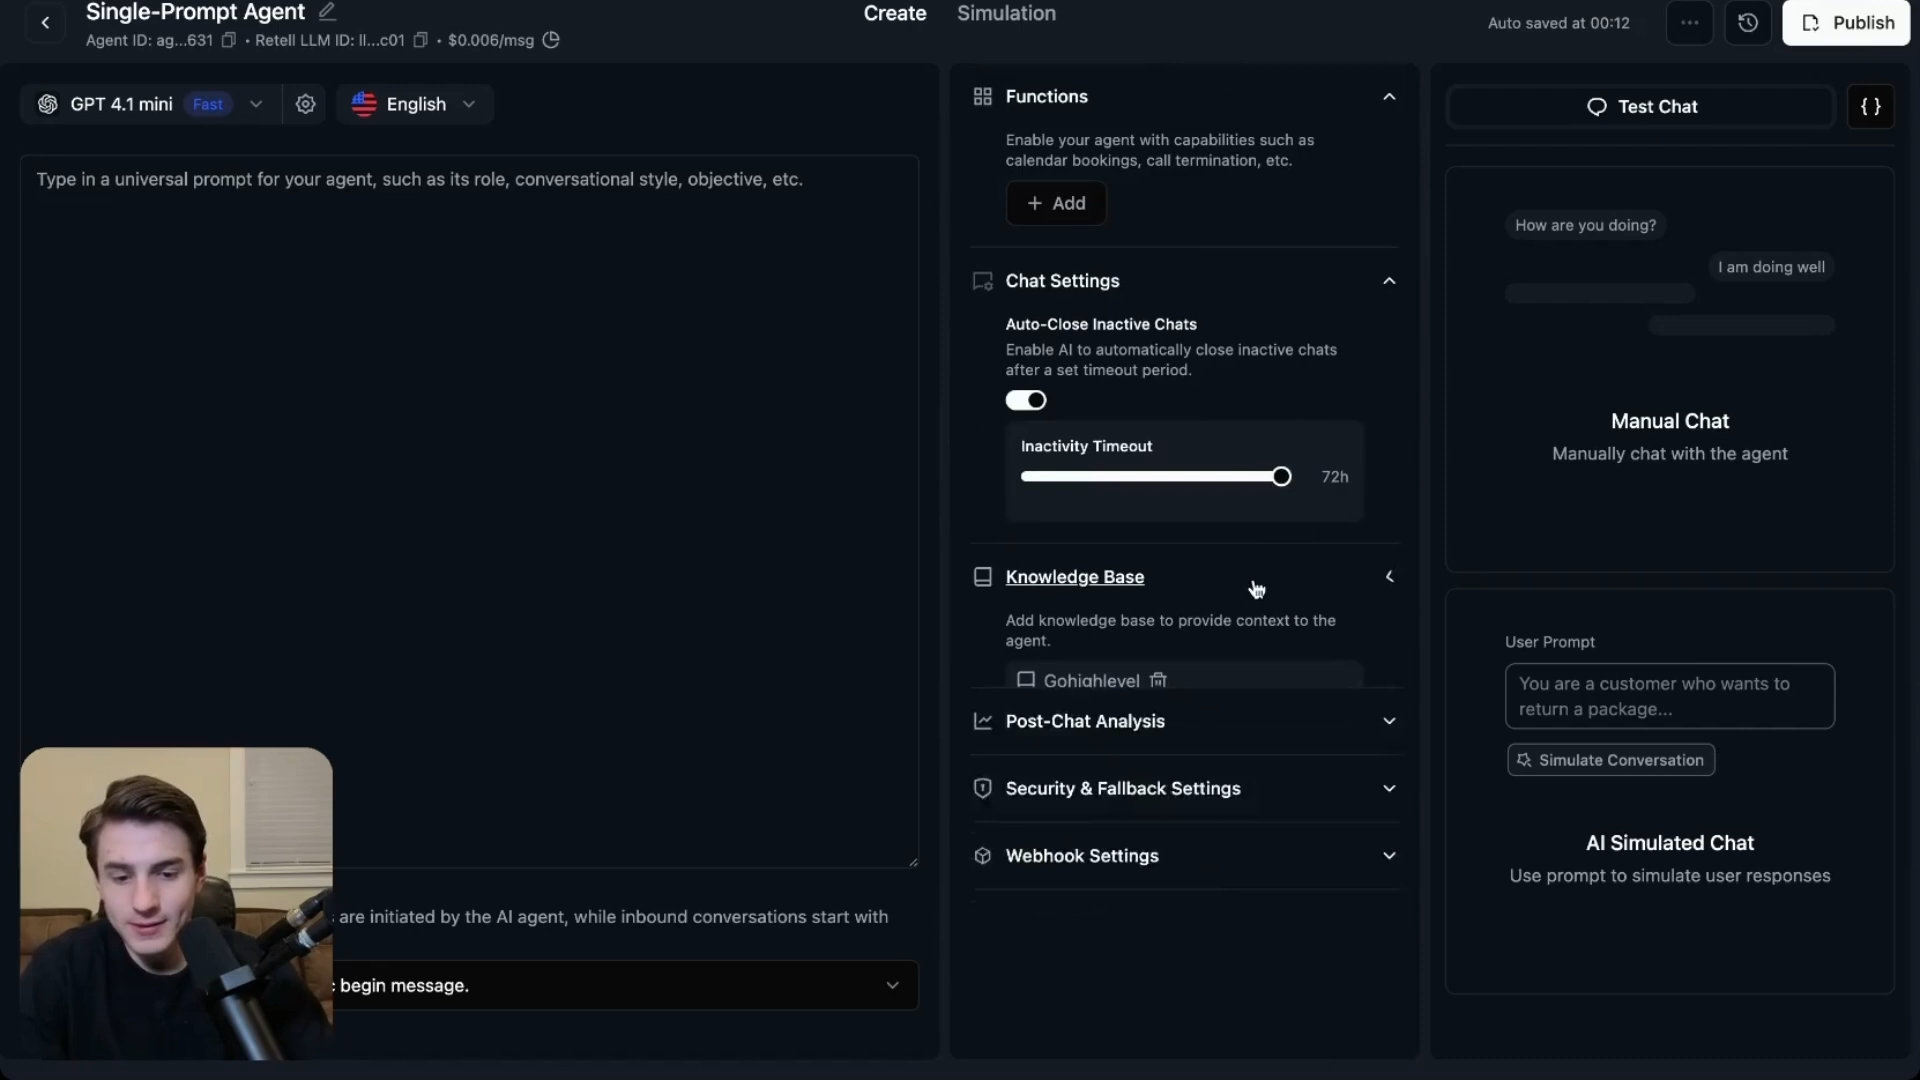 Single-Prompt Agent
Agent ID: ag...631 • Retell LLM ID: ll...c01 • $0.006/msg
Create
Simulation
Auto saved at 00:12
Publish
GPT 4.1 mini Fast
English
Type in a universal prompt for your agent, such as its role, conversational style, objective, etc.
are initiated by the AI agent, while inbound conversations start with
begin message.
Functions
Enable your agent with capabilities such as
calendar bookings, call termination, etc.
+ Add
Chat Settings
Auto-Close Inactive Chats
Enable AI to automatically close inactive chats
after a set timeout period.
Inactivity Timeout
72h
Knowledge Base
Add knowledge base to provide context to the
agent.
Gohighlevel
Post-Chat Analysis
Security & Fallback Settings
Webhook Settings
Test Chat
{ }
How are you doing?
I am doing well
Manual Chat
Manually chat with the agent
User Prompt
You are a customer who wants to
return a package...
Simulate Conversation
AI Simulated Chat
Use prompt to simulate user responses